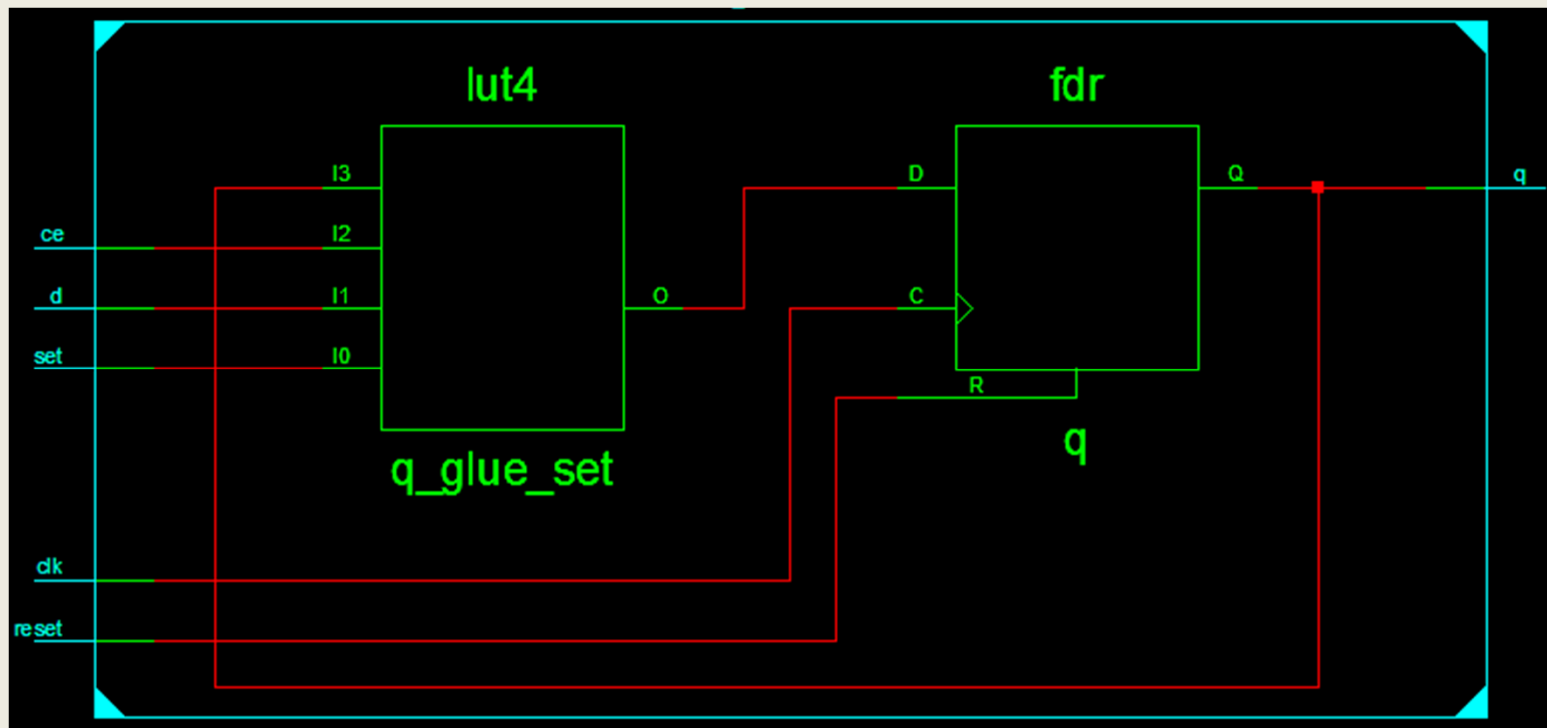 lut4
fdr
I3
D
Q
q
ce
I2
d
I1
O
C
set
I0
R
q_glue_set
q
clk
reset